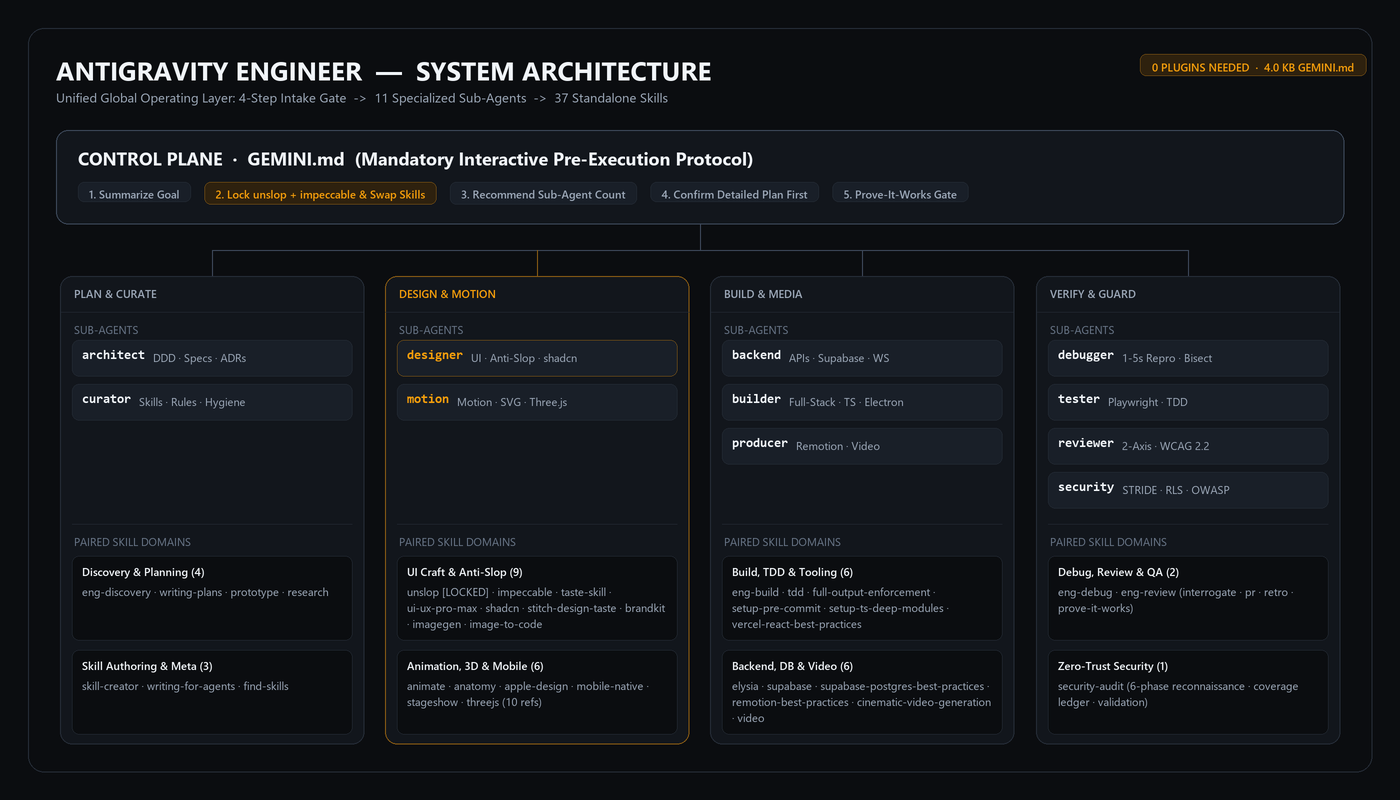 ANTIGRAVITY ENGINEER — SYSTEM ARCHITECTURE
0 PLUGINS NEEDED · 4.0 KB GEMINI.md
Unified Global Operating Layer: 4-Step Intake Gate -> 11 Specialized Sub-Agents -> 37 Standalone Skills
CONTROL PLANE · GEMINI.md (Mandatory Interactive Pre-Execution Protocol)
1. Summarize Goal
2. Lock unslop + impeccable & Swap Skills
3. Recommend Sub-Agent Count
4. Confirm Detailed Plan First
5. Prove-It-Works Gate
PLAN & CURATE
SUB-AGENTS
architect DDD · Specs · ADRs
curator Skills · Rules · Hygiene
PAIRED SKILL DOMAINS
Discovery & Planning (4)
eng-discovery · writing-plans · prototype · research
Skill Authoring & Meta (3)
skill-creator · writing-for-agents · find-skills
DESIGN & MOTION
SUB-AGENTS
designer UI · Anti-Slop · shadcn
motion Motion · SVG · Three.js
PAIRED SKILL DOMAINS
UI Craft & Anti-Slop (9)
unslop [LOCKED] · impeccable · taste-skill ·
ui-ux-pro-max · shadcn · stitch-design-taste · brandkit
· imagegen · image-to-code
Animation, 3D & Mobile (6)
animate · anatomy · apple-design · mobile-native ·
stageshow · threejs (10 refs)
BUILD & MEDIA
SUB-AGENTS
backend APIs · Supabase · WS
builder Full-Stack · TS · Electron
producer Remotion · Video
PAIRED SKILL DOMAINS
Build, TDD & Tooling (6)
eng-build · tdd · full-output-enforcement ·
setup-pre-commit · setup-ts-deep-modules ·
vercel-react-best-practices
Backend, DB & Video (6)
elysia · supabase · supabase-postgres-best-practices ·
remotion-best-practices · cinematic-video-generation
· video
VERIFY & GUARD
SUB-AGENTS
debugger 1-5s Repro · Bisect
tester Playwright · TDD
reviewer 2-Axis · WCAG 2.2
security STRIDE · RLS · OWASP
PAIRED SKILL DOMAINS
Debug, Review & QA (2)
eng-debug · eng-review (interrogate · pr · retro ·
prove-it-works)
Zero-Trust Security (1)
security-audit (6-phase reconnaissance · coverage
ledger · validation)